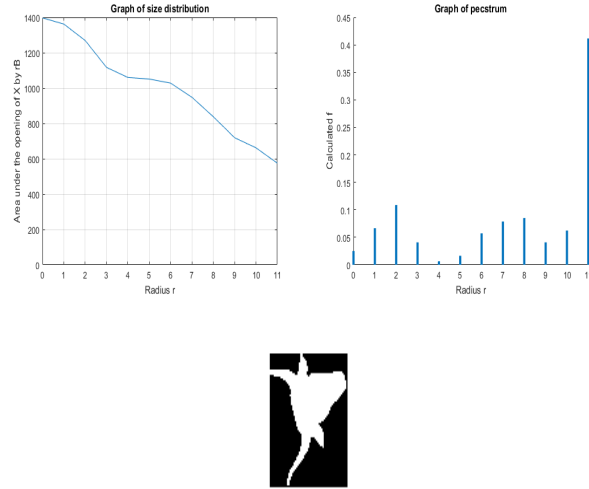 Graph of size distribution
Area under the opening of X by rB
1400
1200
1000
800
600
400
200
0
0 1 2 3 4 5 6 7 8 9 10 11
Radius r
Graph of pecstrum
Calculated f
0.45
0.4
0.35
0.3
0.25
0.2
0.15
0.1
0.05
0
0 1 2 3 4 5 6 7 8 9 10 1
Radius r